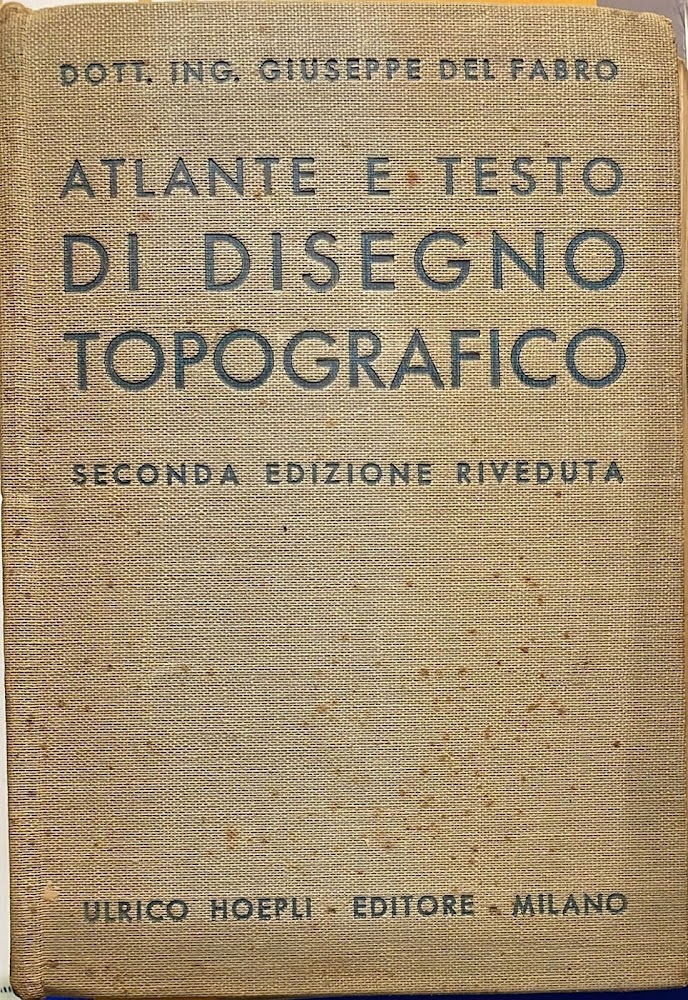 DOTT. ING. GIUSEPPE DEL FABRO
ATLANTE E TESTO
DI DISEGNO
TOPOGRAFICO
SECONDA EDIZIONE RIVEDUTA
ULRICO HOEPLI - EDITORE - MILANO